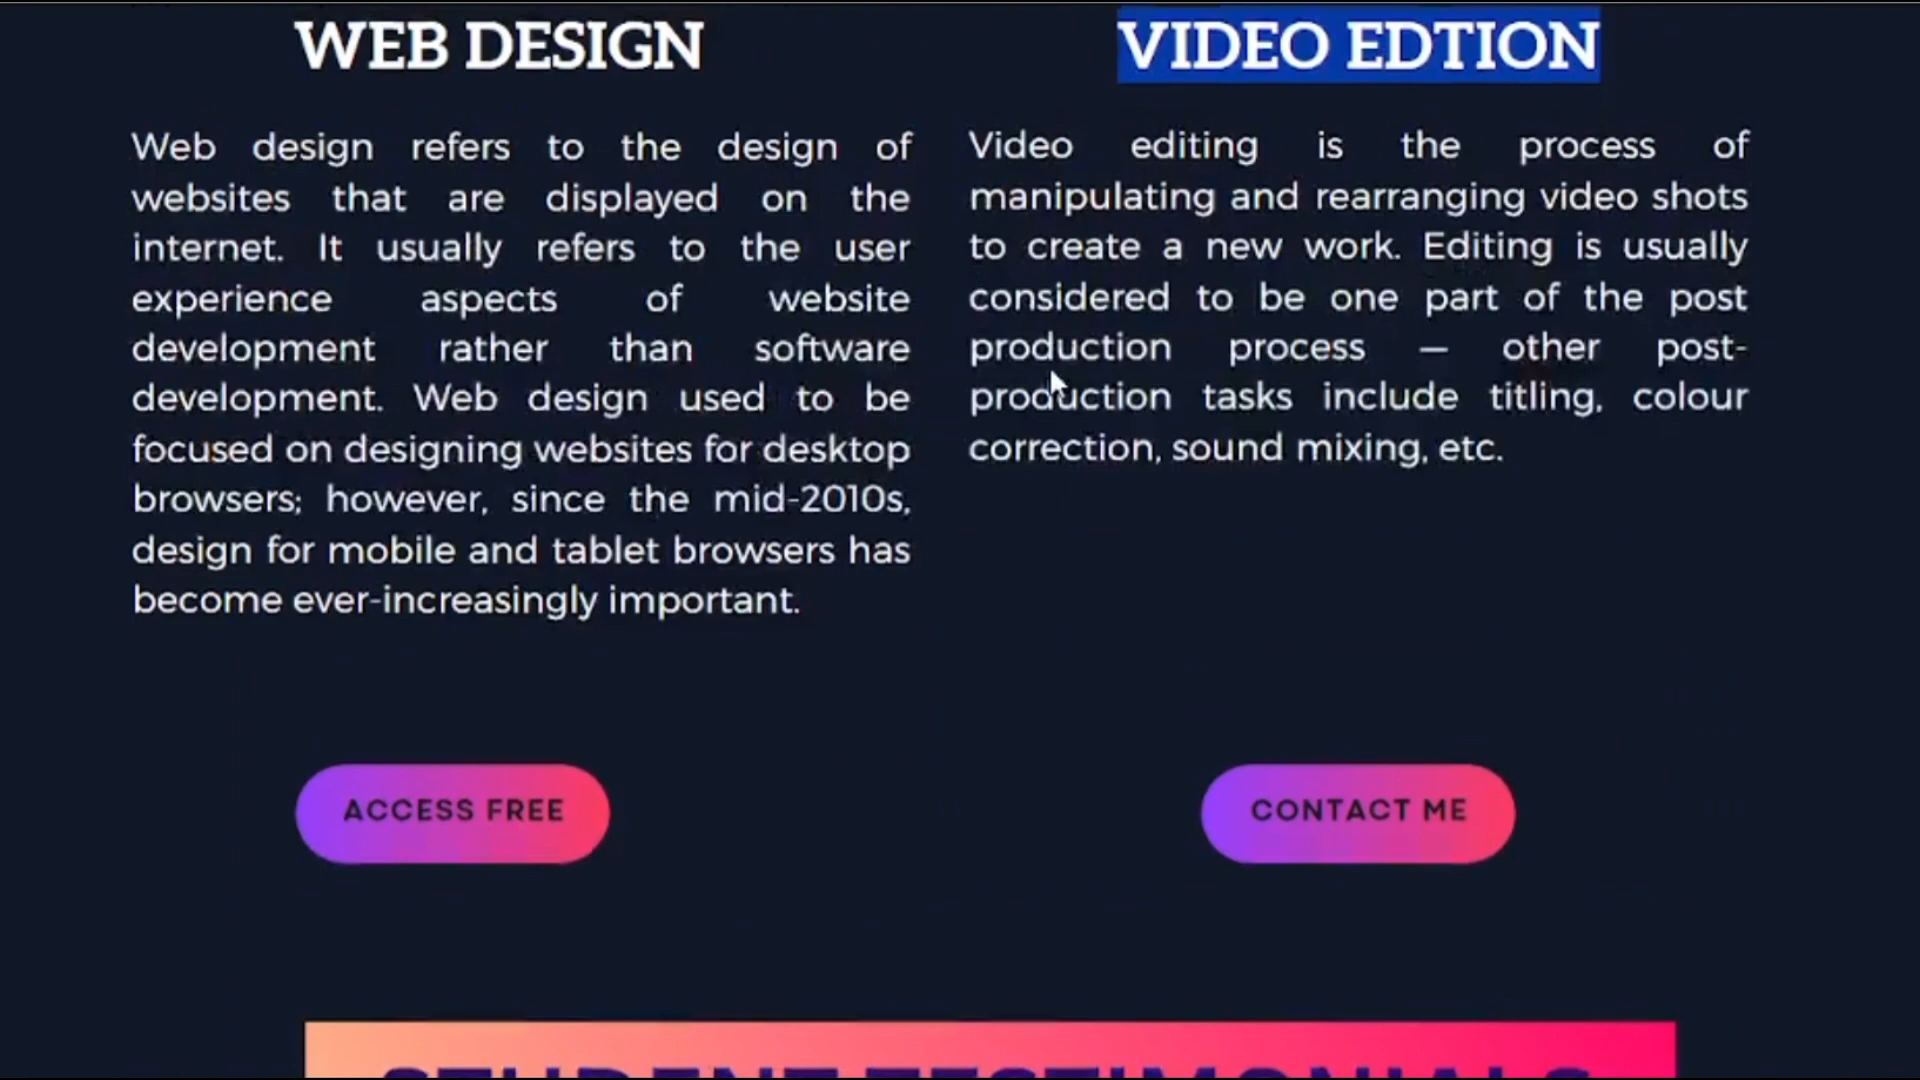 WEB DESIGN
Web design refers to the design of
websites that are displayed on the
internet. It usually refers to the user
experience aspects of website
development rather than software
development. Web design used to be
focused on designing websites for desktop
browsers; however, since the mid-2010s,
design for mobile and tablet browsers has
become ever-increasingly important.
ACCESS FREE
VIDEO EDTION
Video editing is the process of
manipulating and rearranging video shots
to create a new work. Editing is usually
considered to be one part of the post
production process — other post-
production tasks include titling, colour
correction, sound mixing, etc.
CONTACT ME
STUDENT TESTIMONIALS